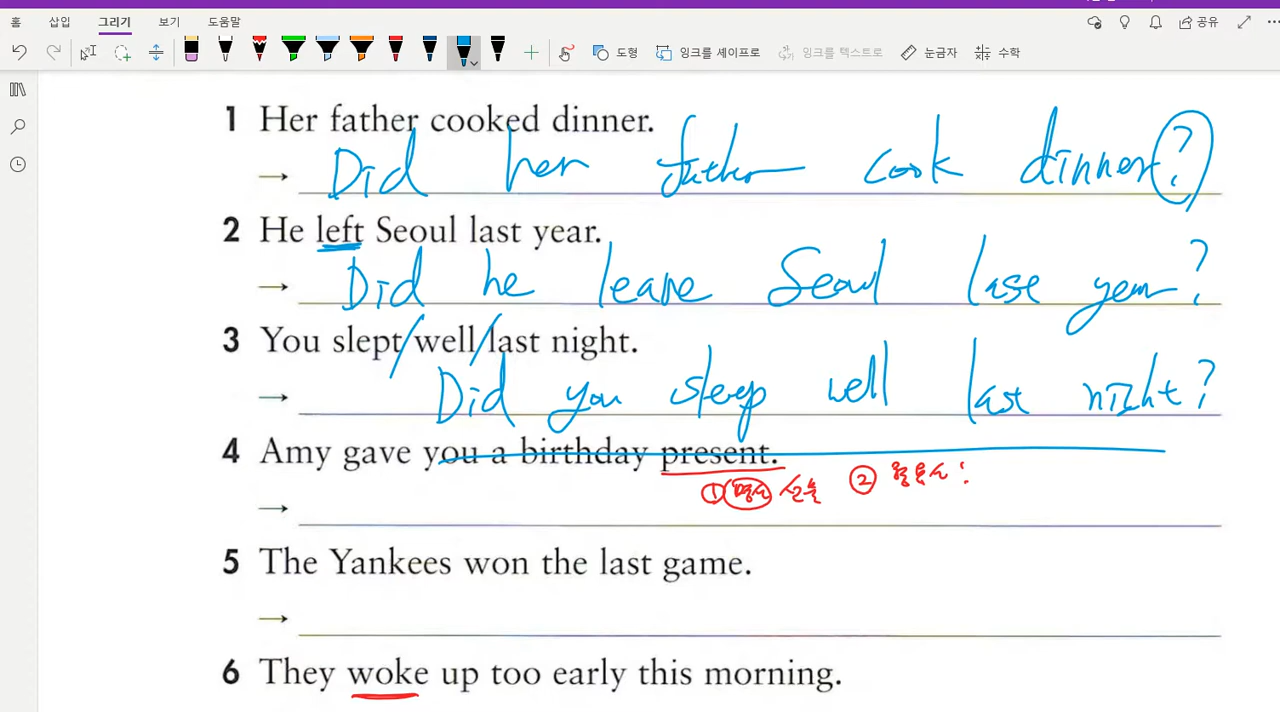 홈 삽입 그리기 보기 도움말 공유
도형 잉크를 셰이프로 잉크를 텍스트로 눈금자 수학
1 Her father cooked dinner.
→ Did her father cook dinner?
2 He left Seoul last year.
→ Did he leave Seoul last year?
3 You slept/well/last night.
→ Did you sleep well last night?
4 Amy gave you a birthday present.
① 명사 선물 ②
→
5 The Yankees won the last game.
→
6 They woke up too early this morning.